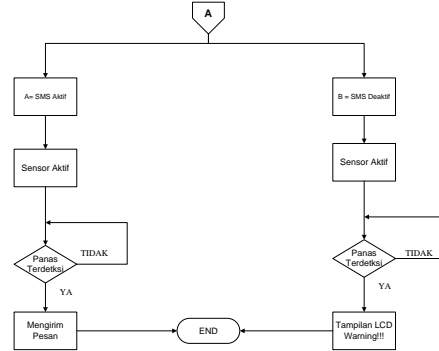 A
A= SMS Aktif
B = SMS Deaktif
Sensor Aktif
Sensor Aktif
Panas
Terdetksi
TIDAK
Panas
Terdetksi
TIDAK
YA
YA
Mengirim
Pesan
END
Tampilan LCD
Warning!!!